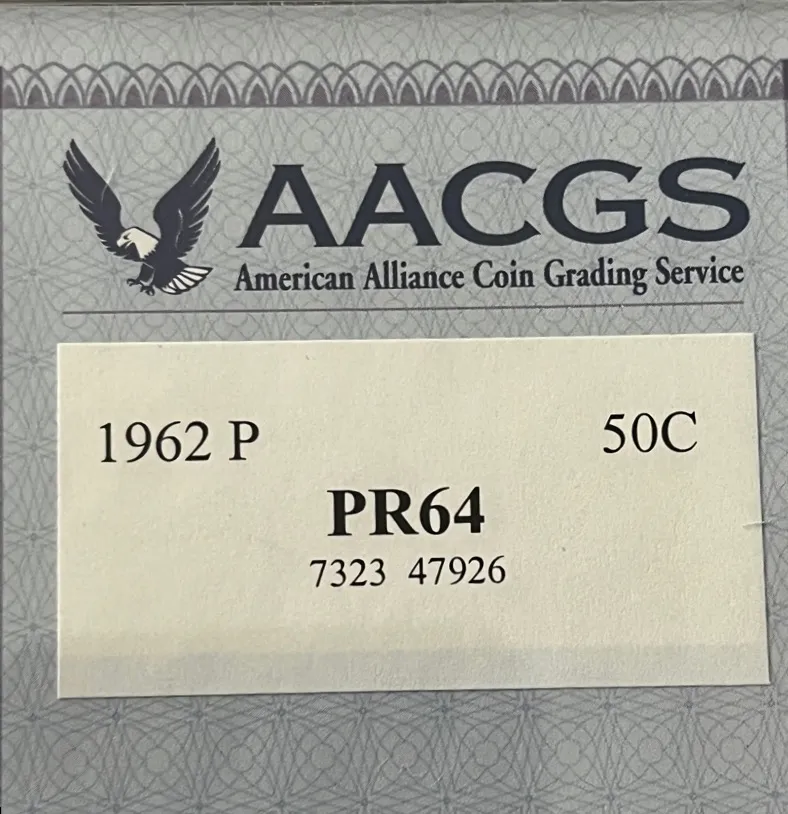 AACGS
American Alliance Coin Grading Service
1962 P 50C
PR64
7323 47926